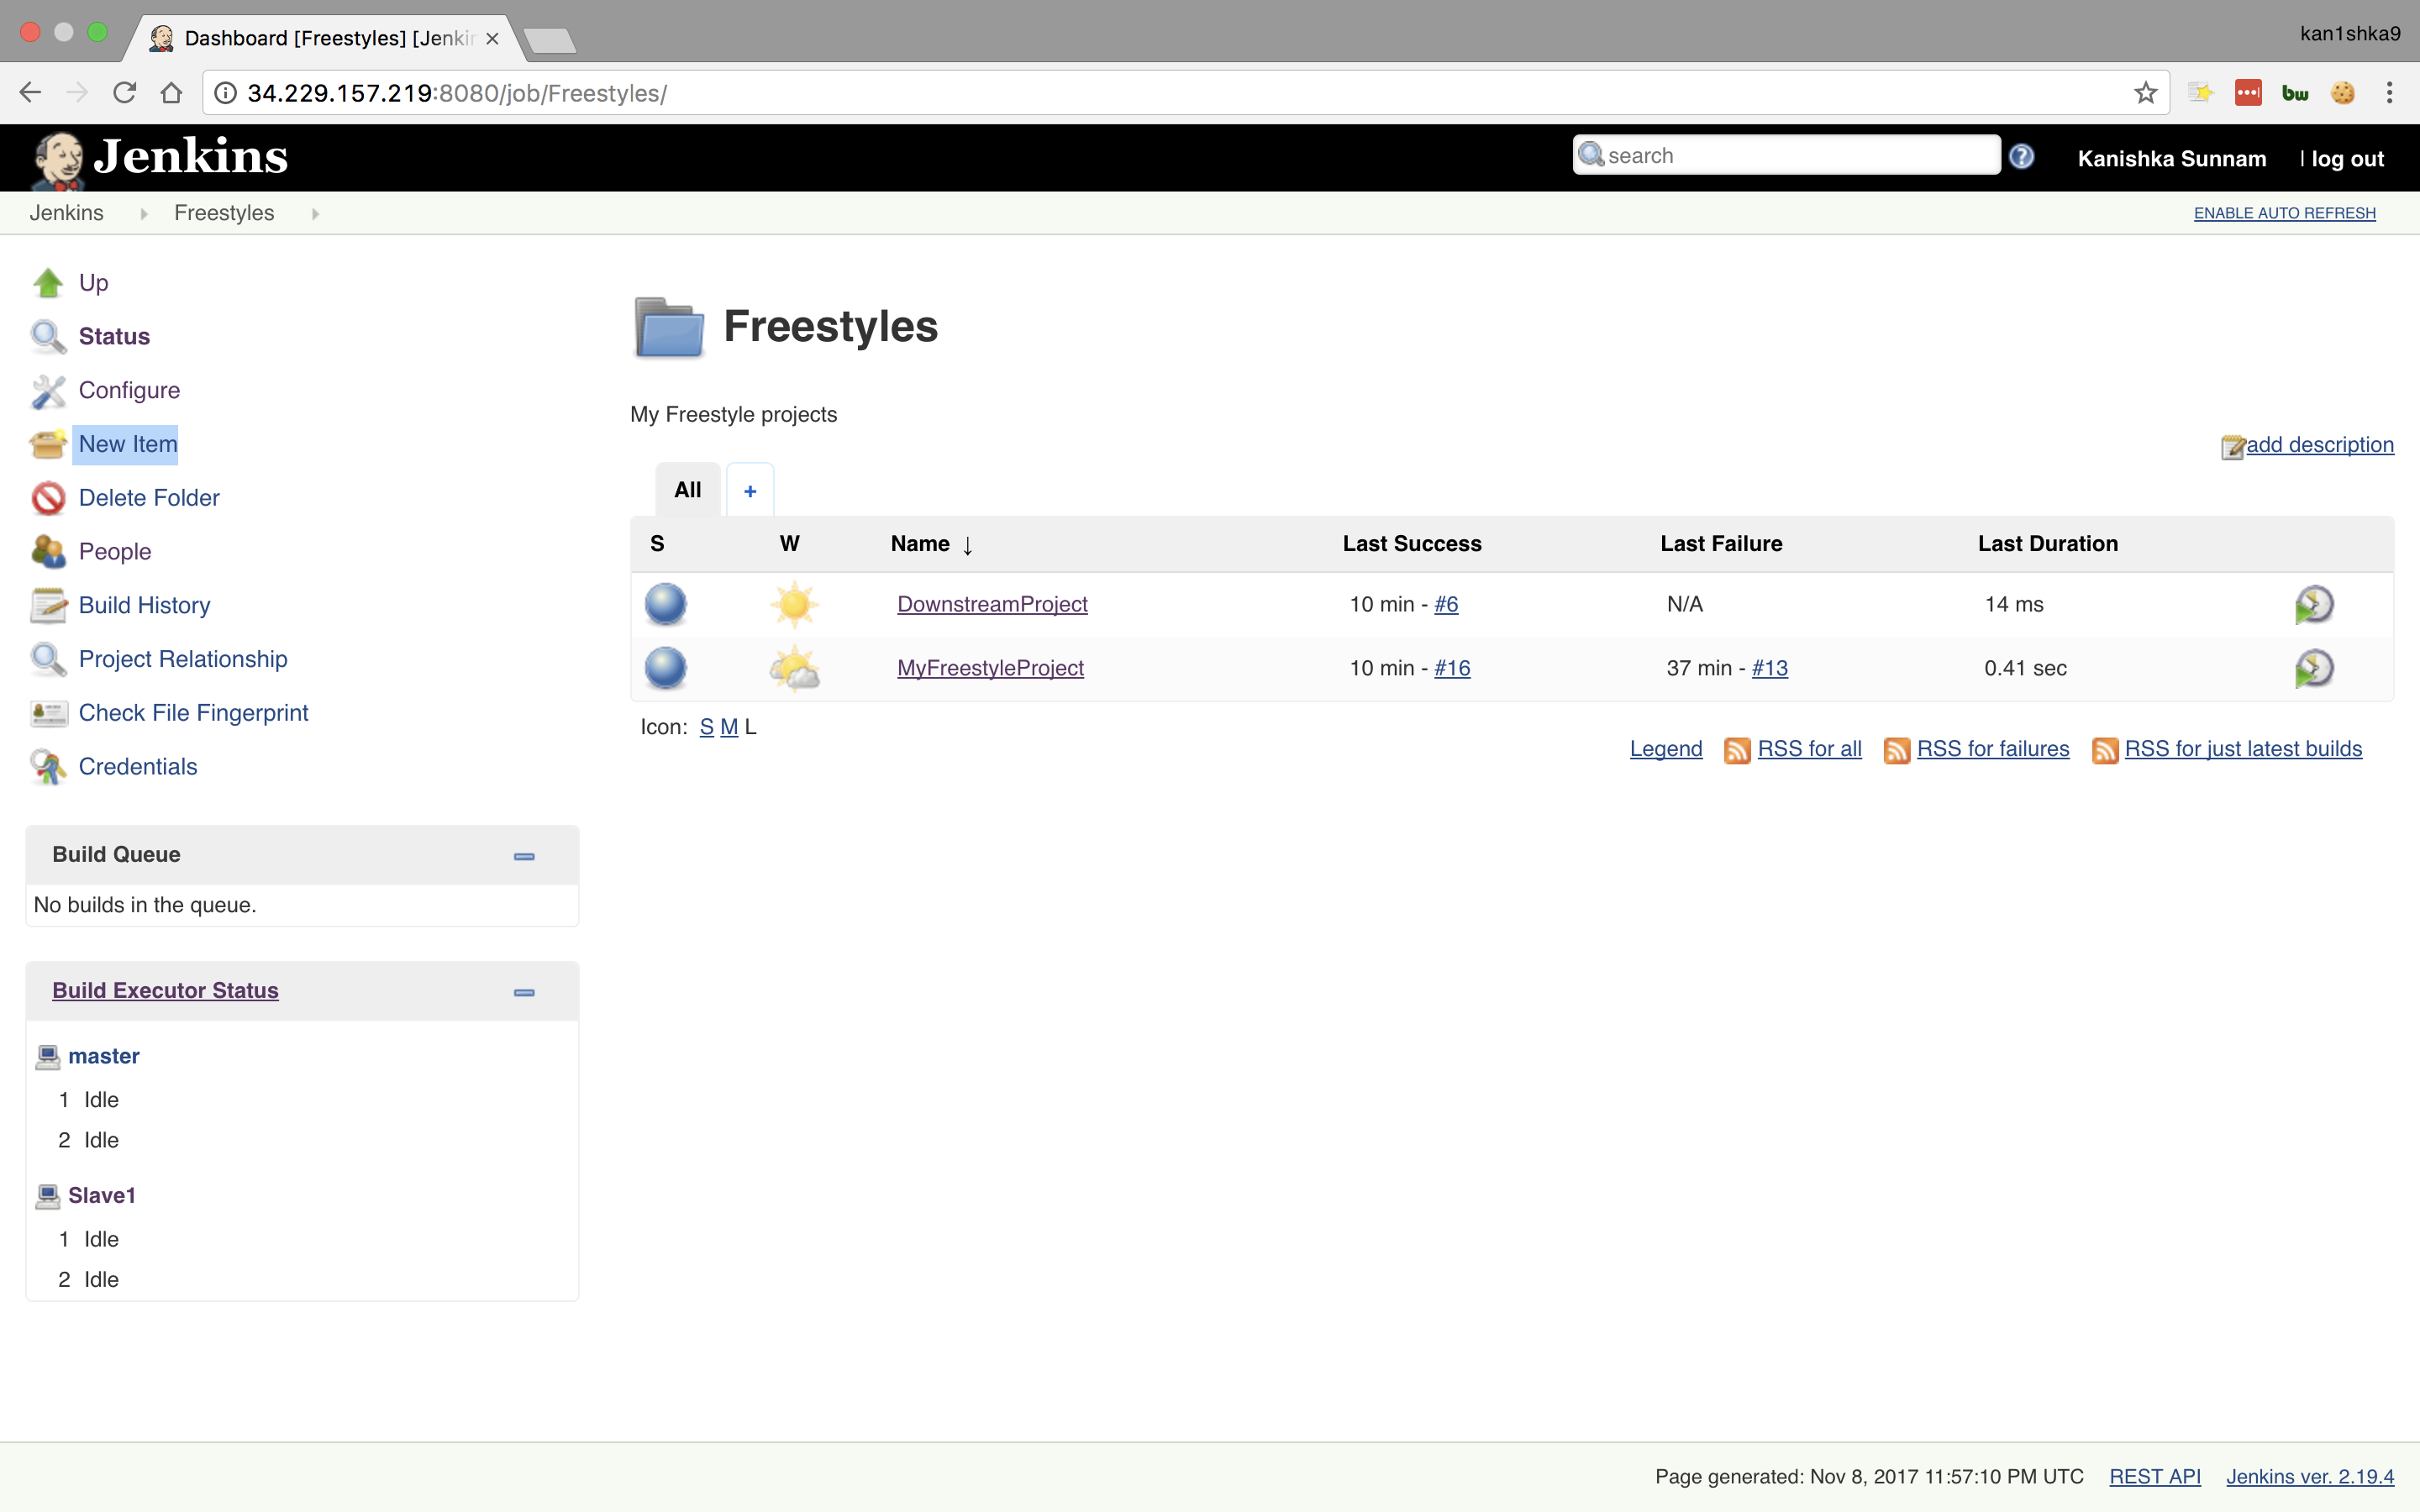 Dashboard [Freestyles] [Jenkin
kan1shka9
34.229.157.219:8080/job/Freestyles/
bw
Jenkins
search
Kanishka Sunnam
| log out
Jenkins
Freestyles
ENABLE AUTO REFRESH
Up
Status
Configure
New Item
Delete Folder
People
Build History
Project Relationship
Check File Fingerprint
Credentials
Build Queue
No builds in the queue.
Build Executor Status
master
1 Idle
2 Idle
Slave1
1 Idle
2 Idle
Freestyles
My Freestyle projects
add description
All +
S W Name ↓ Last Success Last Failure Last Duration
DownstreamProject 10 min - #6 N/A 14 ms
MyFreestyleProject 10 min - #16 37 min - #13 0.41 sec
Icon: S M L
Legend RSS for all RSS for failures RSS for just latest builds
Page generated: Nov 8, 2017 11:57:10 PM UTC REST API Jenkins ver. 2.19.4